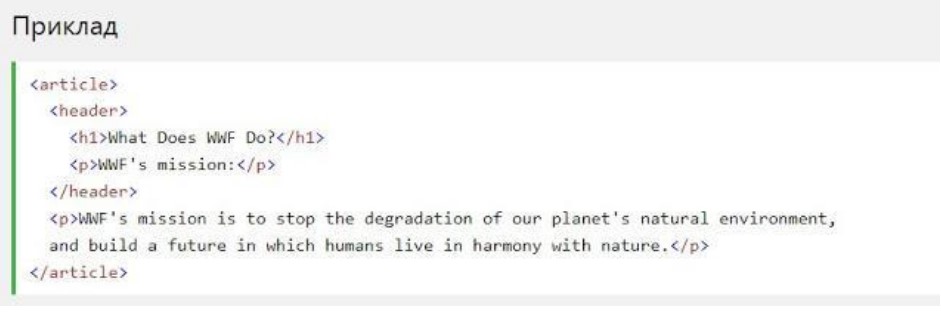 Приклад
<article>
<header>
<h1>What Does WWF Do?</h1>
<p>WWF's mission:</p>
</header>
<p>WWF's mission is to stop the degradation of our planet's natural environment,
and build a future in which humans live in harmony with nature.</p>
</article>